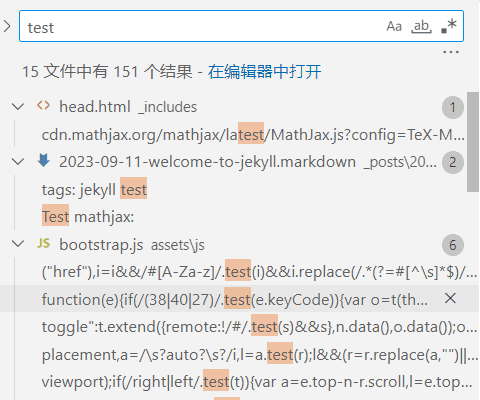 test Aa ab .*
...
15 文件中有 151 个结果 - 在编辑器中打开
<> head.html _includes 1
cdn.mathjax.org/mathjax/latest/MathJax.js?config=TeX-M...
2023-09-11-welcome-to-jekyll.markdown _posts\20... 2
tags: jekyll test
Test mathjax:
JS bootstrap.js assets\js 6
("href"),i=i&&/#[A-Za-z]/.test(i)&&i.replace(/.*(?=#[^\s]*$)/...
function(e){if(/(38|40|27)/.test(e.keyCode)){var o=t(th...
toggle":t.extend({remote:!/#/.test(s)&&s},n.data(),o.data());o...
placement,a=/\s?auto?\s?/i,l=a.test(r);l&&(r=r.replace(a,"")||...
viewport);if(/right|left/.test(t)){var a=e.top-n-r.scroll,l=e.top...